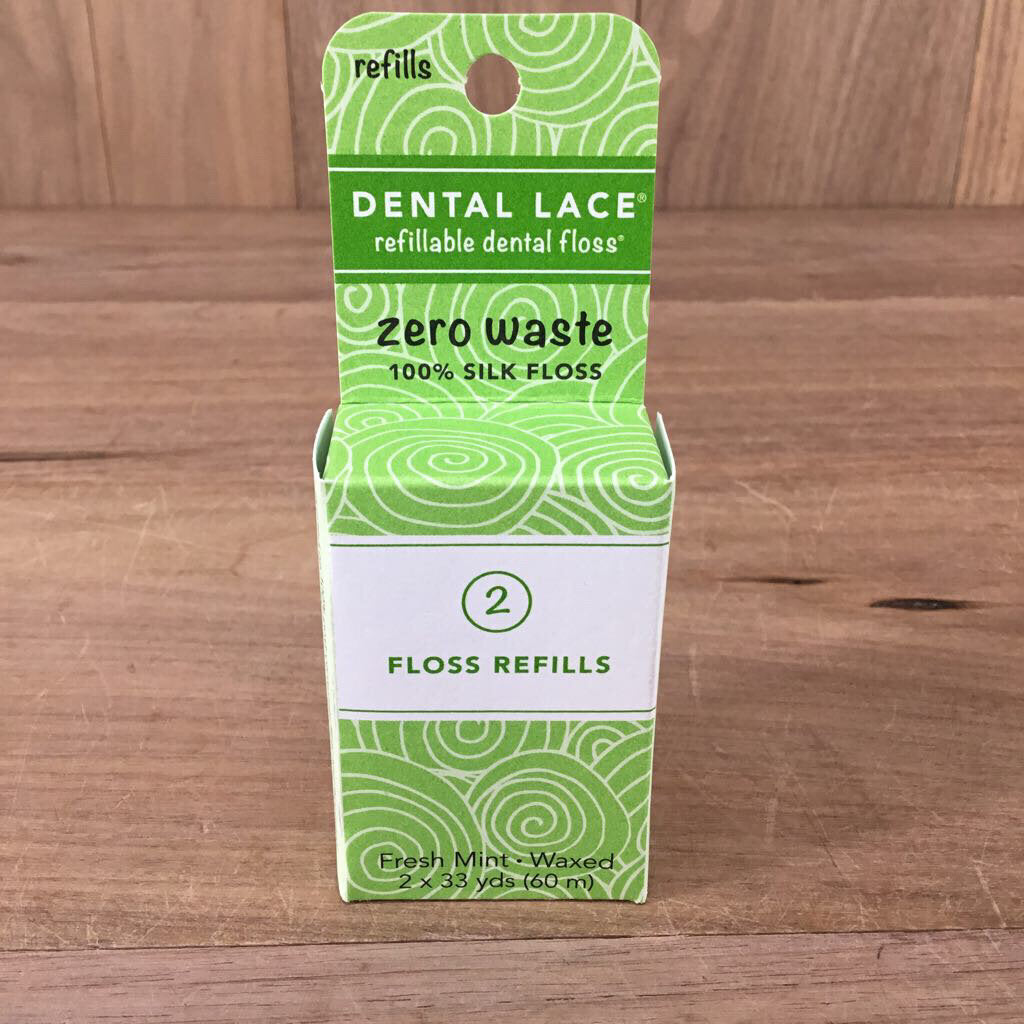 refills
DENTAL LACE®
refillable dental floss®
zero waste
100% SILK FLOSS
2
FLOSS REFILLS
Fresh Mint • Waxed
2 x 33 yds (60 m)